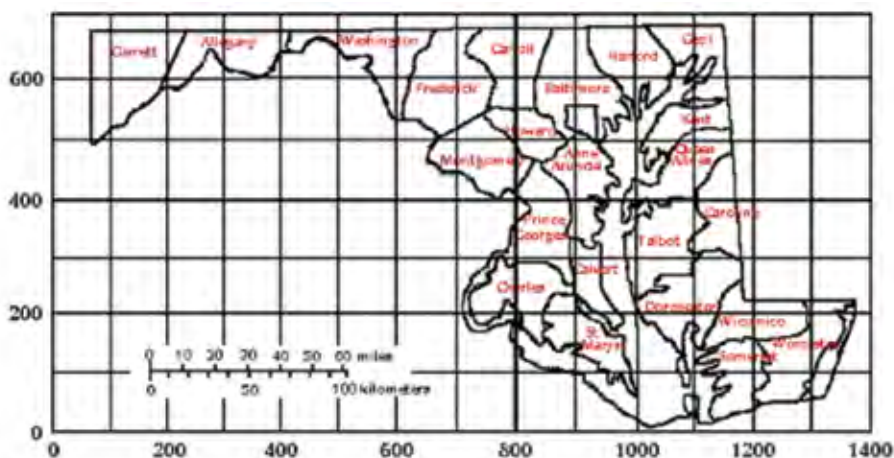 Garrett
Allegany
Washington
Carroll
Harford
Cecil
Frederick
Baltimore
Kent
Howard
Montgomery
Anne
Arundel
Queen
Annes
Prince
Georges
Talbot
Caroline
Calvert
Charles
Dorchester
Wicomico
St.
Marys
Somerset
Worcester
600
400
200
0
0 10 20 30 40 50 60 miles
0 50 100 kilometers
0 200 400 600 800 1000 1200 1400